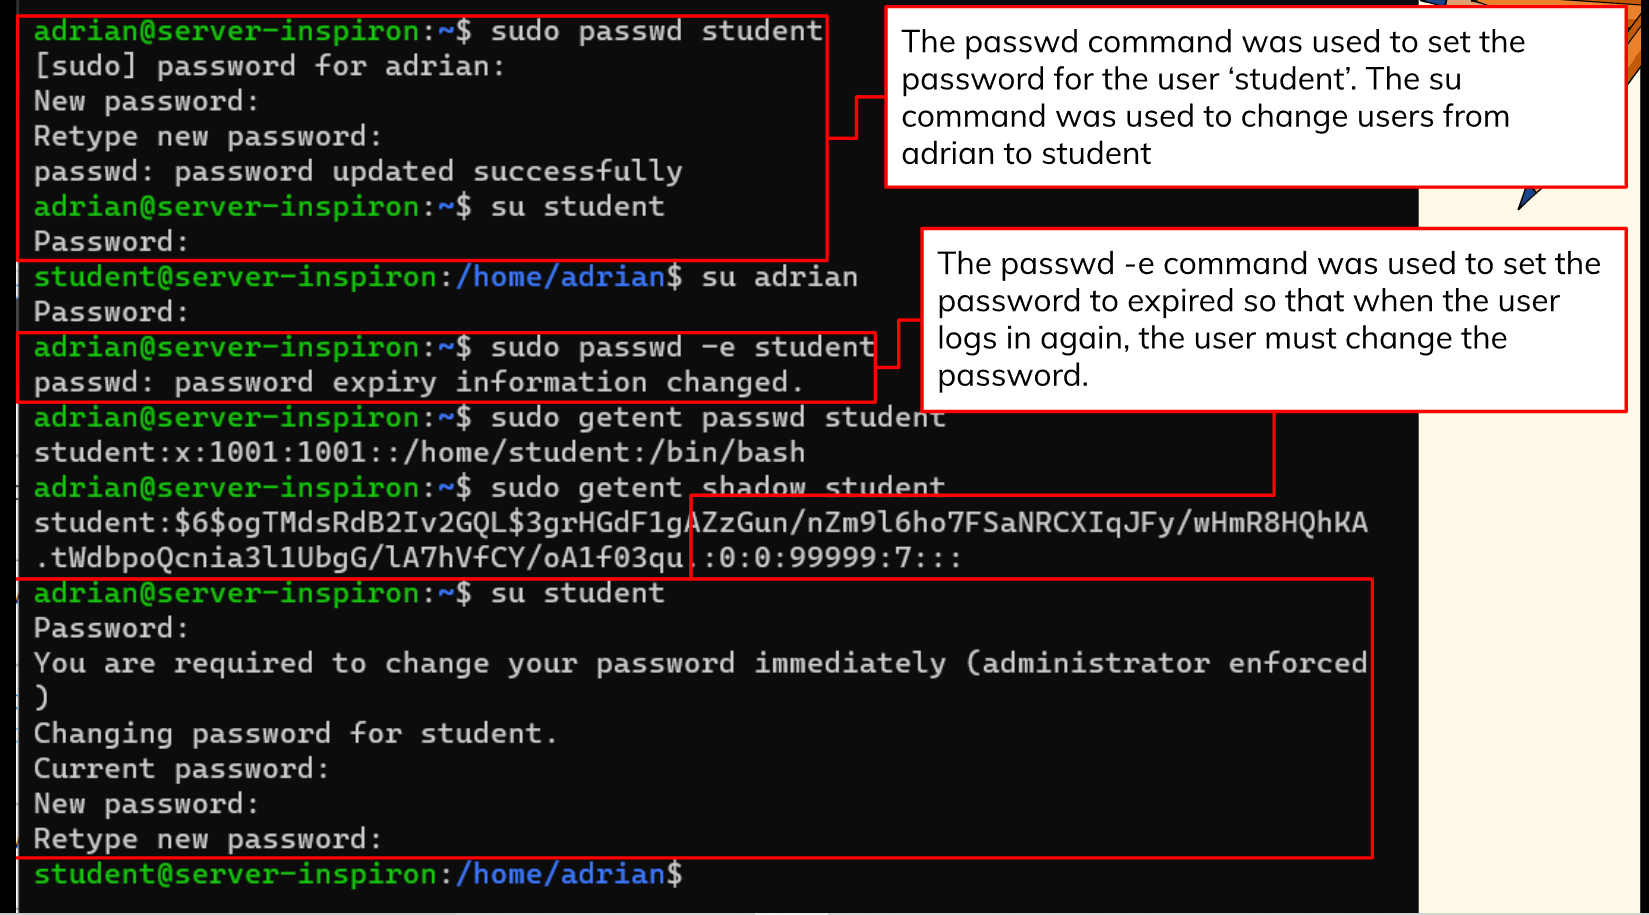 adrian@server-inspiron:~$ sudo passwd student
[sudo] password for adrian:
New password:
Retype new password:
passwd: password updated successfully
adrian@server-inspiron:~$ su student
Password:
student@server-inspiron:/home/adrian$ su adrian
Password:
adrian@server-inspiron:~$ sudo passwd -e student
passwd: password expiry information changed.
adrian@server-inspiron:~$ sudo getent passwd student
student:x:1001:1001::/home/student:/bin/bash
adrian@server-inspiron:~$ sudo getent shadow student
student:$6$ogTMdsRdB2Iv2GQL$3grHGdF1gAZzGun/nZm9l6ho7FSaNRCXIqJFy/wHmR8HQhKA
.tWdbpoQcnia3l1UbgG/lA7hVfCY/oA1f03qu.:0:0:99999:7:::
adrian@server-inspiron:~$ su student
Password:
You are required to change your password immediately (administrator enforced
)
Changing password for student.
Current password:
New password:
Retype new password:
student@server-inspiron:/home/adrian$
The passwd command was used to set the
password for the user ‘student’. The su
command was used to change users from
adrian to student
The passwd -e command was used to set the
password to expired so that when the user
logs in again, the user must change the
password.